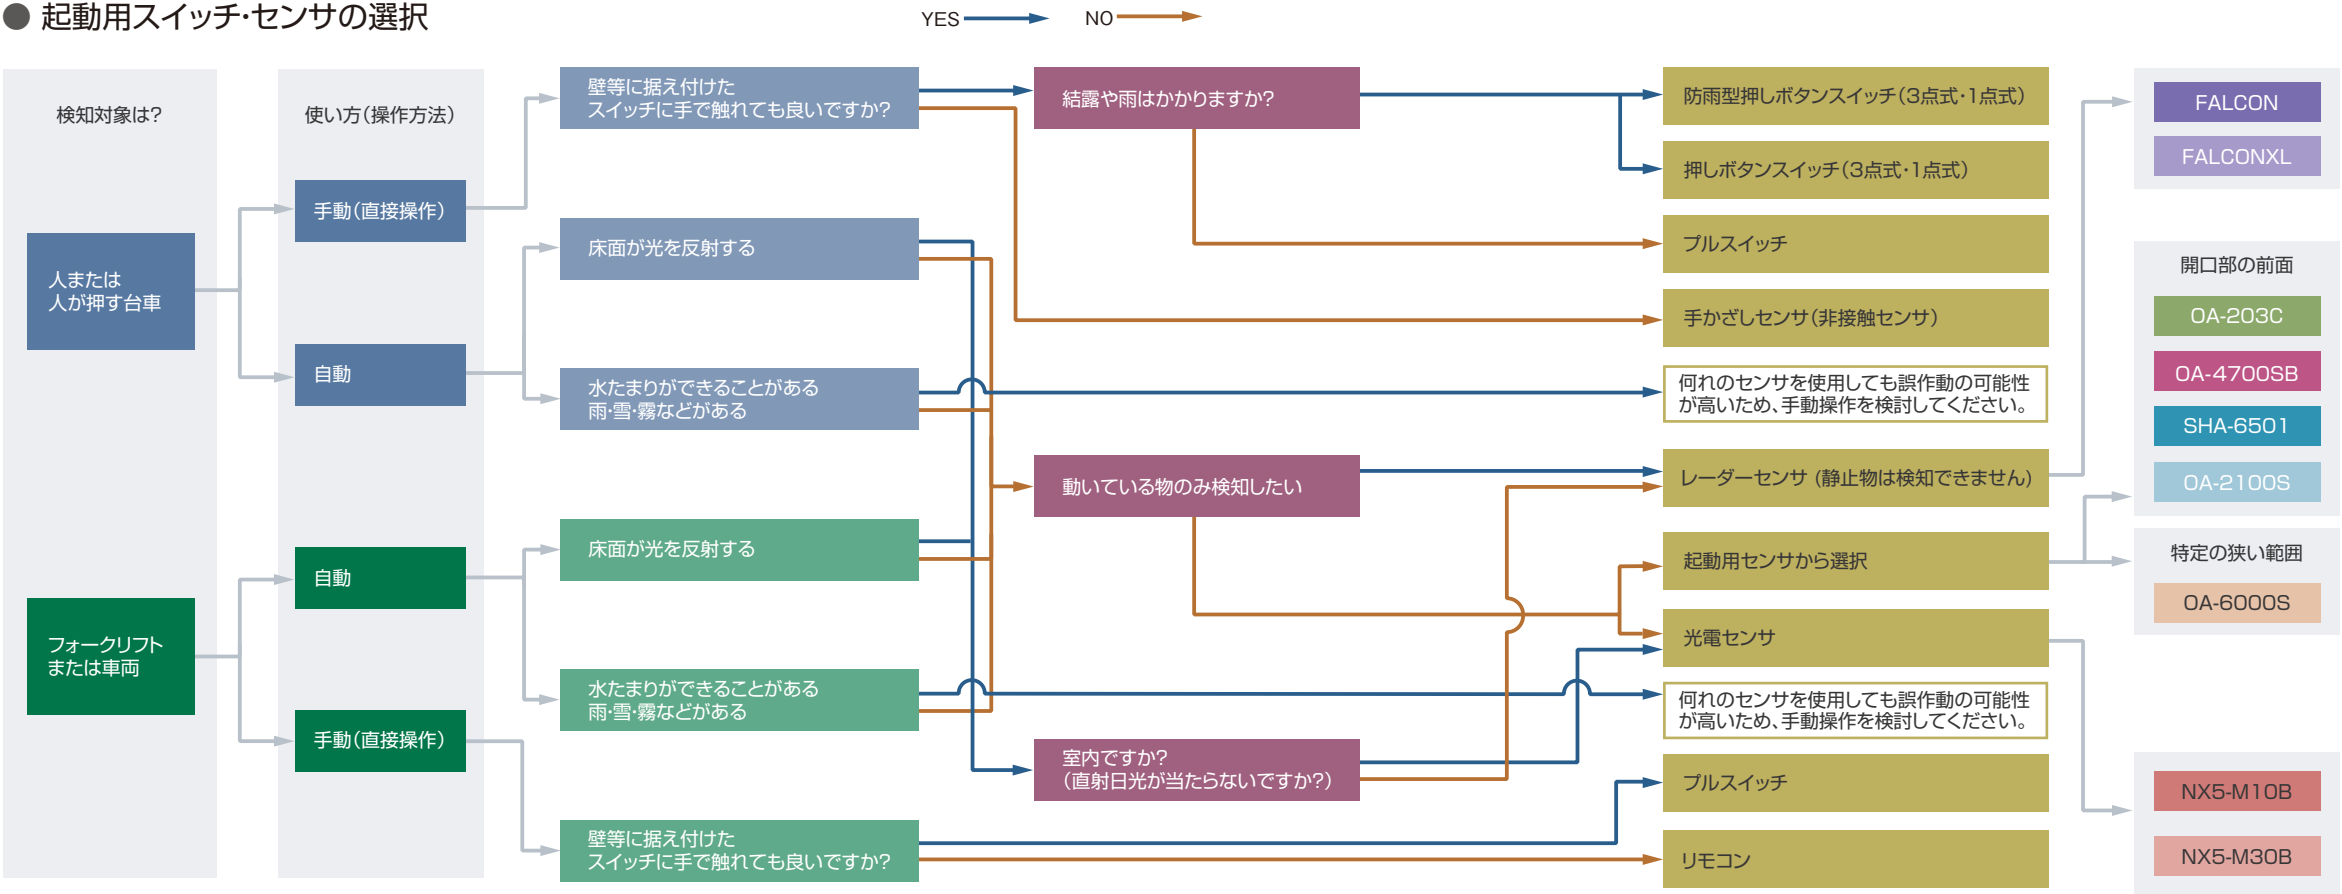 ● 起動用スイッチ・センサの選択
YES
NO
検知対象は?
使い方(操作方法)
人または
人が押す台車
フォークリフト
または車両
手動(直接操作)
自動
自動
手動(直接操作)
壁等に据え付けた
スイッチに手で触れても良いですか?
床面が光を反射する
水たまりができることがある
雨・雪・霧などがある
床面が光を反射する
水たまりができることがある
雨・雪・霧などがある
壁等に据え付けた
スイッチに手で触れても良いですか?
結露や雨はかかりますか?
動いている物のみ検知したい
室内ですか?
(直射日光が当たらないですか?)
防雨型押しボタンスイッチ(3点式・1点式)
押しボタンスイッチ(3点式・1点式)
プルスイッチ
手かざしセンサ(非接触センサ)
何れのセンサを使用しても誤作動の可能性
が高いため、手動操作を検討してください。
レーダーセンサ (静止物は検知できません)
起動用センサから選択
光電センサ
何れのセンサを使用しても誤作動の可能性
が高いため、手動操作を検討してください。
プルスイッチ
リモコン
FALCON
FALCONXL
開口部の前面
OA-203C
OA-4700SB
SHA-6501
OA-2100S
特定の狭い範囲
OA-6000S
NX5-M10B
NX5-M30B